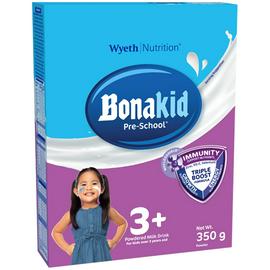 Wyeth | Nutrition
Bonakid
Pre-School
IMMUNITY
TRIPLE
BOOST
3+
Powdered Milk Drink
For kids over 3 years old
Net Wt.
350 g
Powder